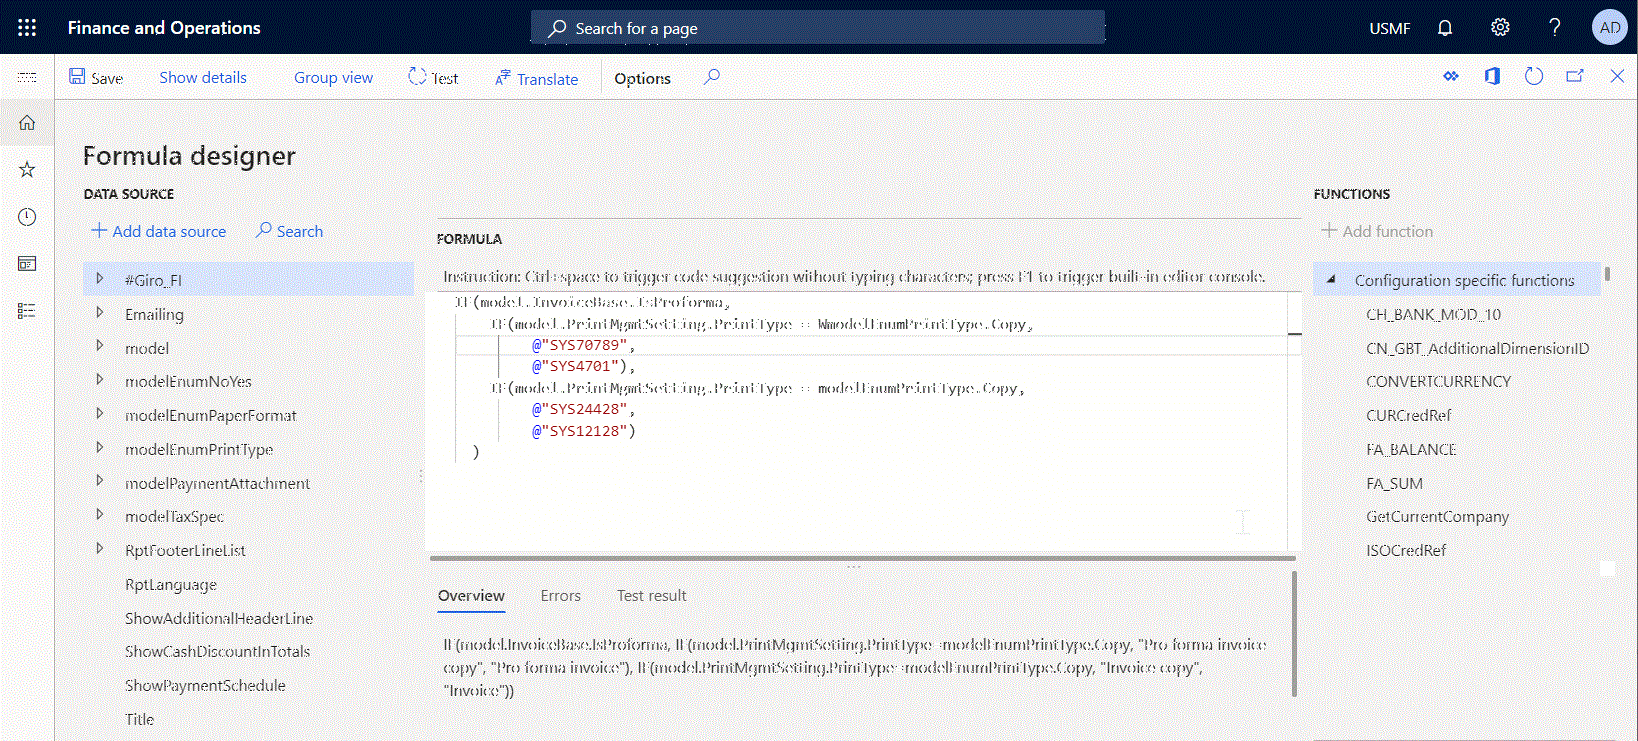 Finance and Operations
Search for a page
USMF
?
AD
Save
Show details
Group view
Test
Translate
Options
Formula designer
DATA SOURCE
Add data source
Search
#Giro_FI
Emailing
model
modelEnumNoYes
modelEnumPaperFormat
modelEnumPrintType
modelPaymentAttachment
modelTaxSpec
RptFooterLineList
RptLanguage
ShowAdditionalHeaderLine
ShowCashDiscountInTotals
ShowPaymentSchedule
Title
FORMULA
Instruction: Ctrl+space to trigger code suggestion without typing characters; press F1 to trigger built-in editor console.
IF(model.InvoiceBase.IsProforma,
IF(model.PrintMgmtSetting.PrintType = WmodelEnumPrintType.Copy,
@"SYS70789",
@"SYS4701"),
IF(model.PrintMgmtSetting.PrintType = modelEnumPrintType.Copy,
@"SYS24428",
@"SYS12128")
)
Overview
Errors
Test result
IF(model.InvoiceBase.IsProforma, IF(model.PrintMgmtSetting.PrintType=modelEnumPrintType.Copy, "Pro forma invoice
copy", "Pro forma invoice"), IF(model.PrintMgmtSetting.PrintType=modelEnumPrintType.Copy, "Invoice copy",
"Invoice"))
FUNCTIONS
Add function
Configuration specific functions
CH_BANK_MOD_10
CN_GBT_AdditionalDimensionID
CONVERTCURRENCY
CURCredRef
FA_BALANCE
FA_SUM
GetCurrentCompany
ISOCredRef